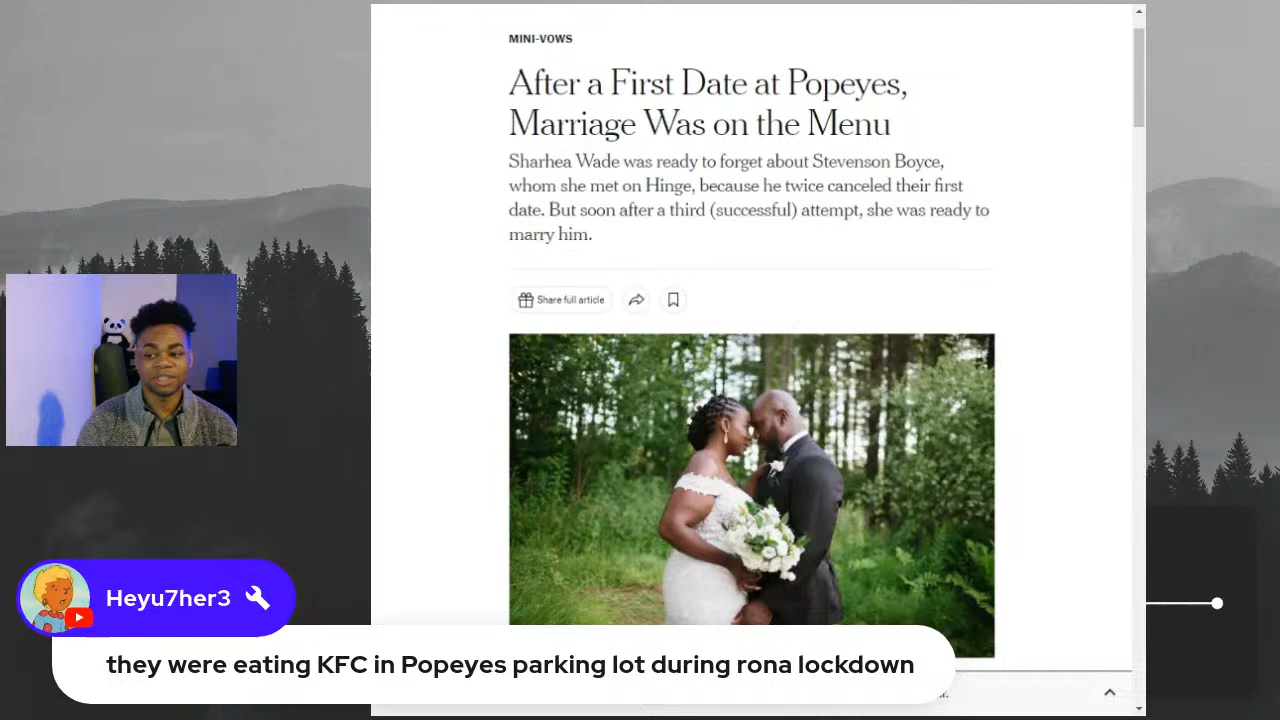 MINI-VOWS
After a First Date at Popeyes,
Marriage Was on the Menu
Sharhea Wade was ready to forget about Stevenson Boyce,
whom she met on Hinge, because he twice canceled their first
date. But soon after a third (successful) attempt, she was ready to
marry him.
Share full article
Heyu7her3
they were eating KFC in Popeyes parking lot during rona lockdown